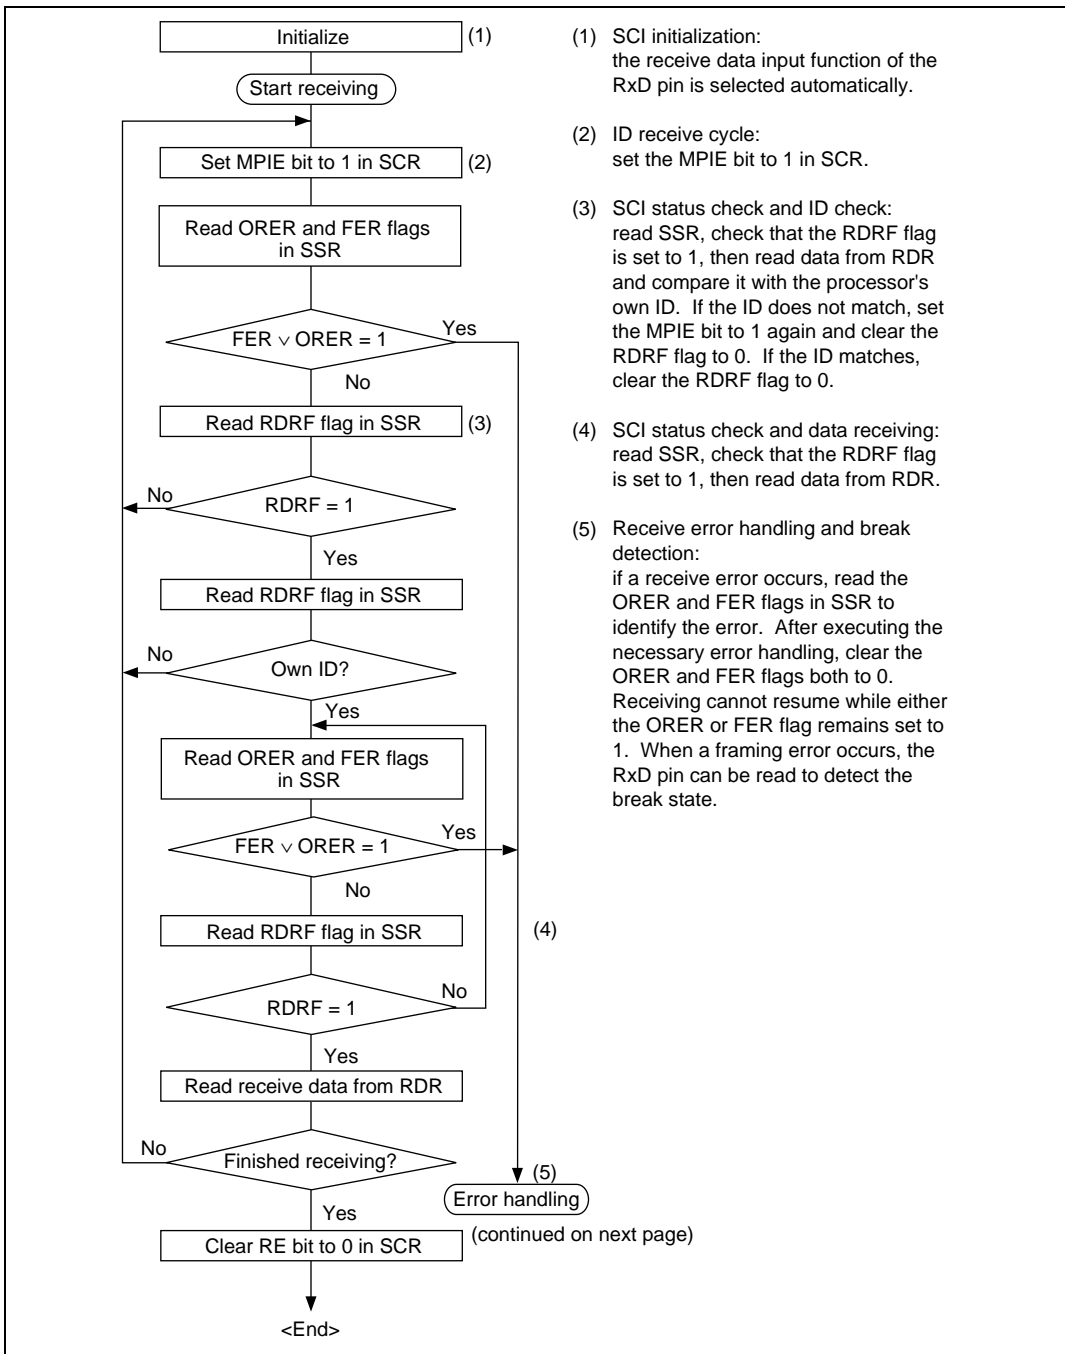 Initialize
(1)
Start receiving
Set MPIE bit to 1 in SCR
(2)
Read ORER and FER flags
in SSR
FER ∨ ORER = 1
Yes
No
Read RDRF flag in SSR
(3)
No
RDRF = 1
Yes
Read RDRF flag in SSR
No
Own ID?
Yes
Read ORER and FER flags
in SSR
FER ∨ ORER = 1
Yes
No
Read RDRF flag in SSR
(4)
RDRF = 1
No
Yes
Read receive data from RDR
No
Finished receiving?
(5)
Error handling
Yes
(continued on next page)
Clear RE bit to 0 in SCR
<End>
(1) SCI initialization:
the receive data input function of the
RxD pin is selected automatically.
(2) ID receive cycle:
set the MPIE bit to 1 in SCR.
(3) SCI status check and ID check:
read SSR, check that the RDRF flag
is set to 1, then read data from RDR
and compare it with the processor's
own ID. If the ID does not match, set
the MPIE bit to 1 again and clear the
RDRF flag to 0. If the ID matches,
clear the RDRF flag to 0.
(4) SCI status check and data receiving:
read SSR, check that the RDRF flag
is set to 1, then read data from RDR.
(5) Receive error handling and break
detection:
if a receive error occurs, read the
ORER and FER flags in SSR to
identify the error. After executing the
necessary error handling, clear the
ORER and FER flags both to 0.
Receiving cannot resume while either
the ORER or FER flag remains set to
1. When a framing error occurs, the
RxD pin can be read to detect the
break state.